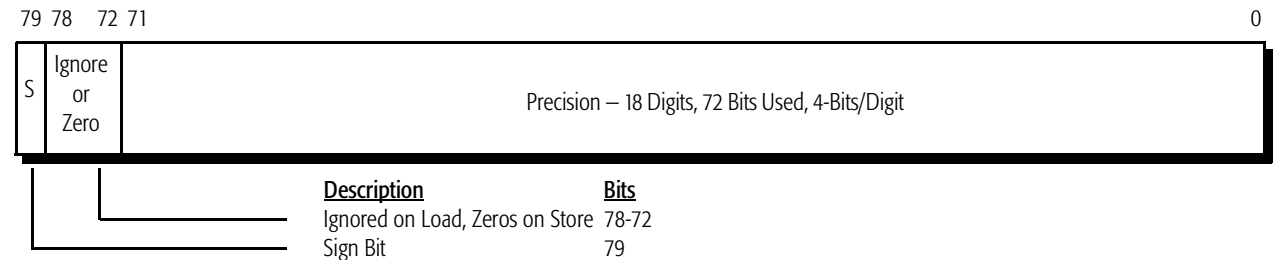 79 78 72 71 0
S
Ignore
or
Zero
Precision — 18 Digits, 72 Bits Used, 4-Bits/Digit
Description Bits
Ignored on Load, Zeros on Store 78-72
Sign Bit 79